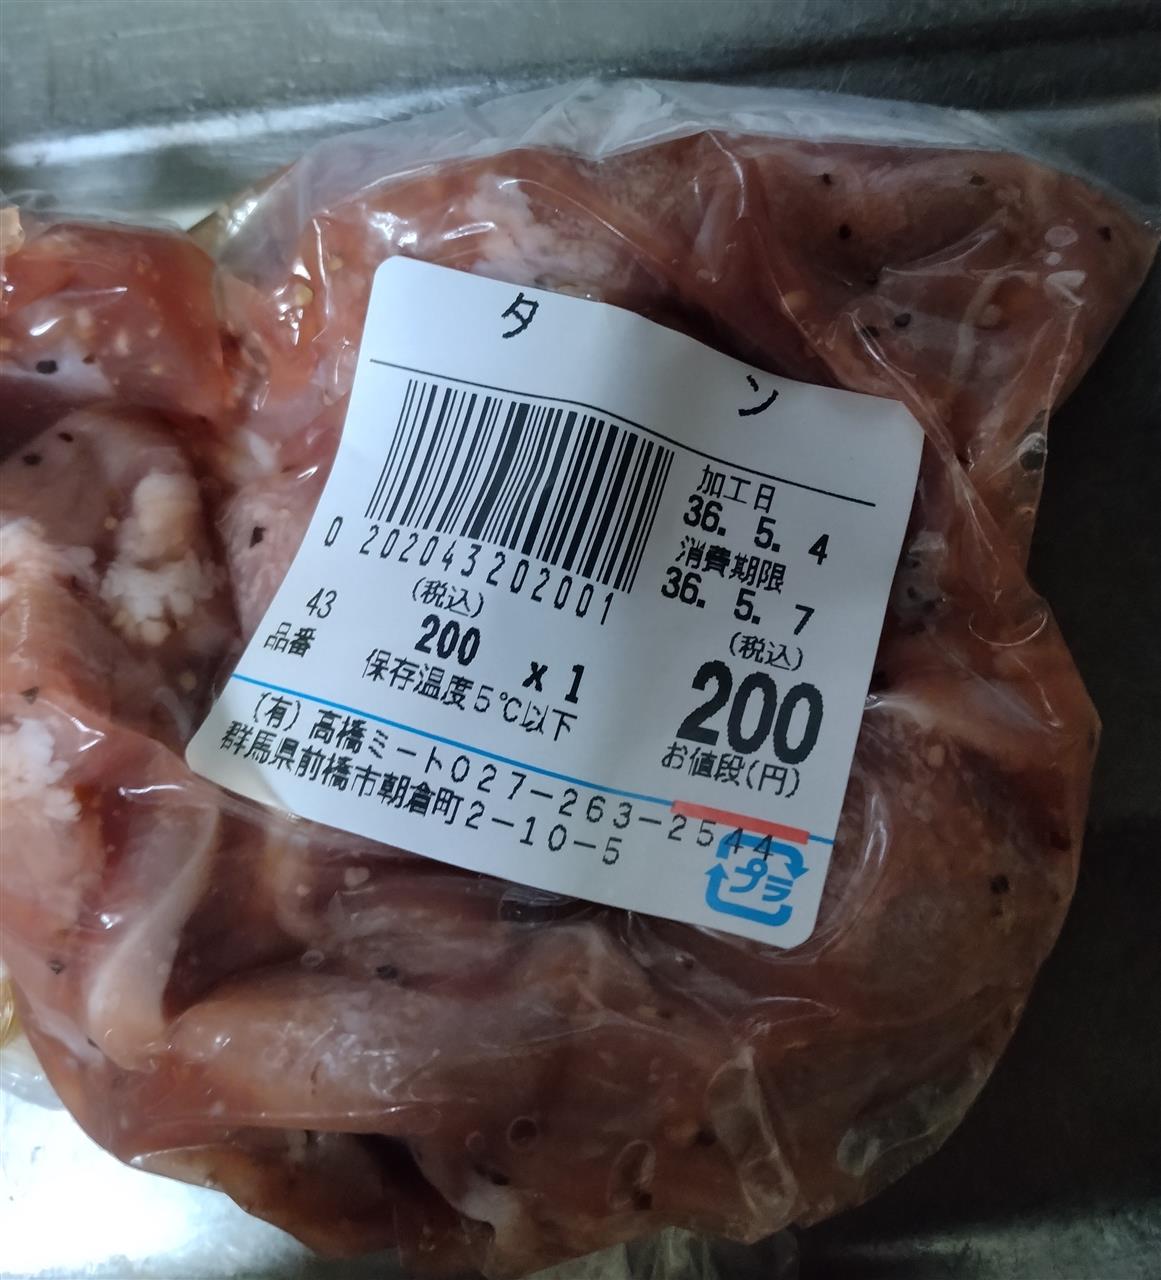 タン
加工日
36. 5. 4
消費期限
36. 5. 7
0 202043 202001
(税込)
43
品番
200 x 1
保存温度5℃以下
(税込)
200
お値段(円)
(有)高橋ミート027-263-2544
群馬県前橋市朝倉町2-10-5
プラ